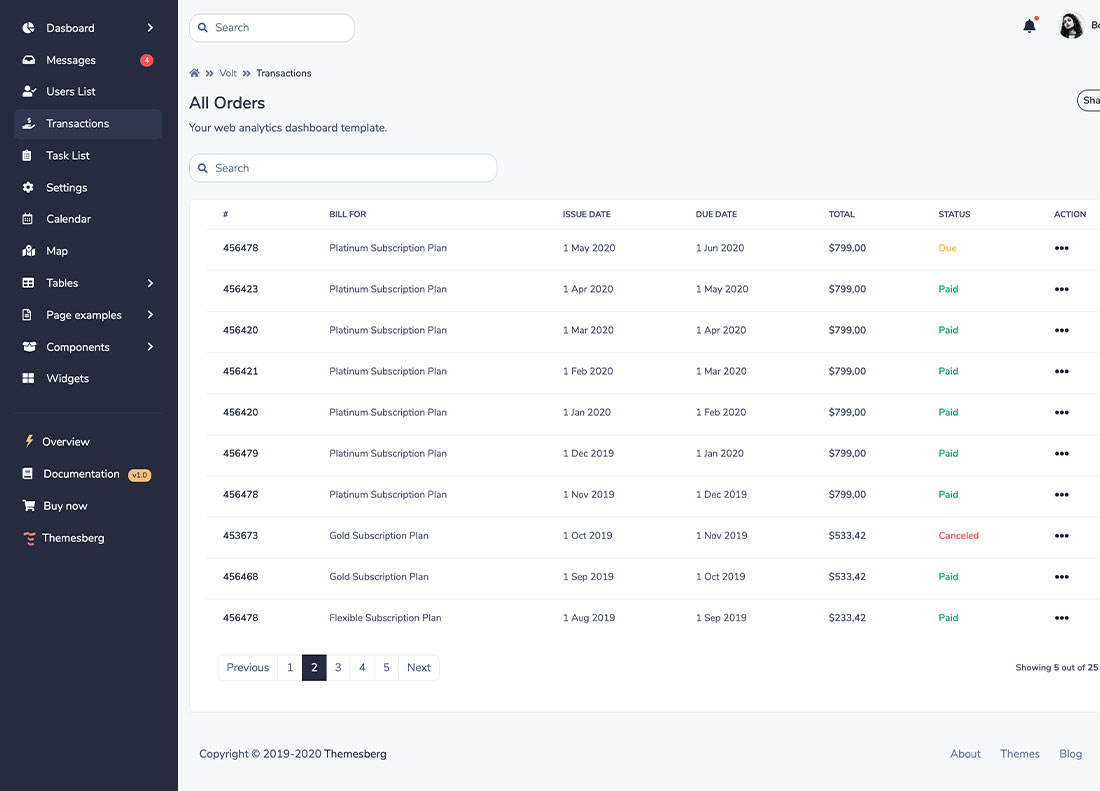 Dasboard
Messages 4
Users List
Transactions
Task List
Settings
Calendar
Map
Tables
Page examples
Components
Widgets
Overview
Documentation v1.0
Buy now
Themesberg
Search
Volt Transactions
All Orders
Your web analytics dashboard template.
Search
# BILL FOR ISSUE DATE DUE DATE TOTAL STATUS ACTION
456478 Platinum Subscription Plan 1 May 2020 1 Jun 2020 $799,00 Due
456423 Platinum Subscription Plan 1 Apr 2020 1 May 2020 $799,00 Paid
456420 Platinum Subscription Plan 1 Mar 2020 1 Apr 2020 $799,00 Paid
456421 Platinum Subscription Plan 1 Feb 2020 1 Mar 2020 $799,00 Paid
456420 Platinum Subscription Plan 1 Jan 2020 1 Feb 2020 $799,00 Paid
456479 Platinum Subscription Plan 1 Dec 2019 1 Jan 2020 $799,00 Paid
456478 Platinum Subscription Plan 1 Nov 2019 1 Dec 2019 $799,00 Paid
453673 Gold Subscription Plan 1 Oct 2019 1 Nov 2019 $533,42 Canceled
456468 Gold Subscription Plan 1 Sep 2019 1 Oct 2019 $533,42 Paid
456478 Flexible Subscription Plan 1 Aug 2019 1 Sep 2019 $233,42 Paid
Previous 1 2 3 4 5 Next
Showing 5 out of 25
Copyright © 2019-2020 Themesberg
About Themes Blog